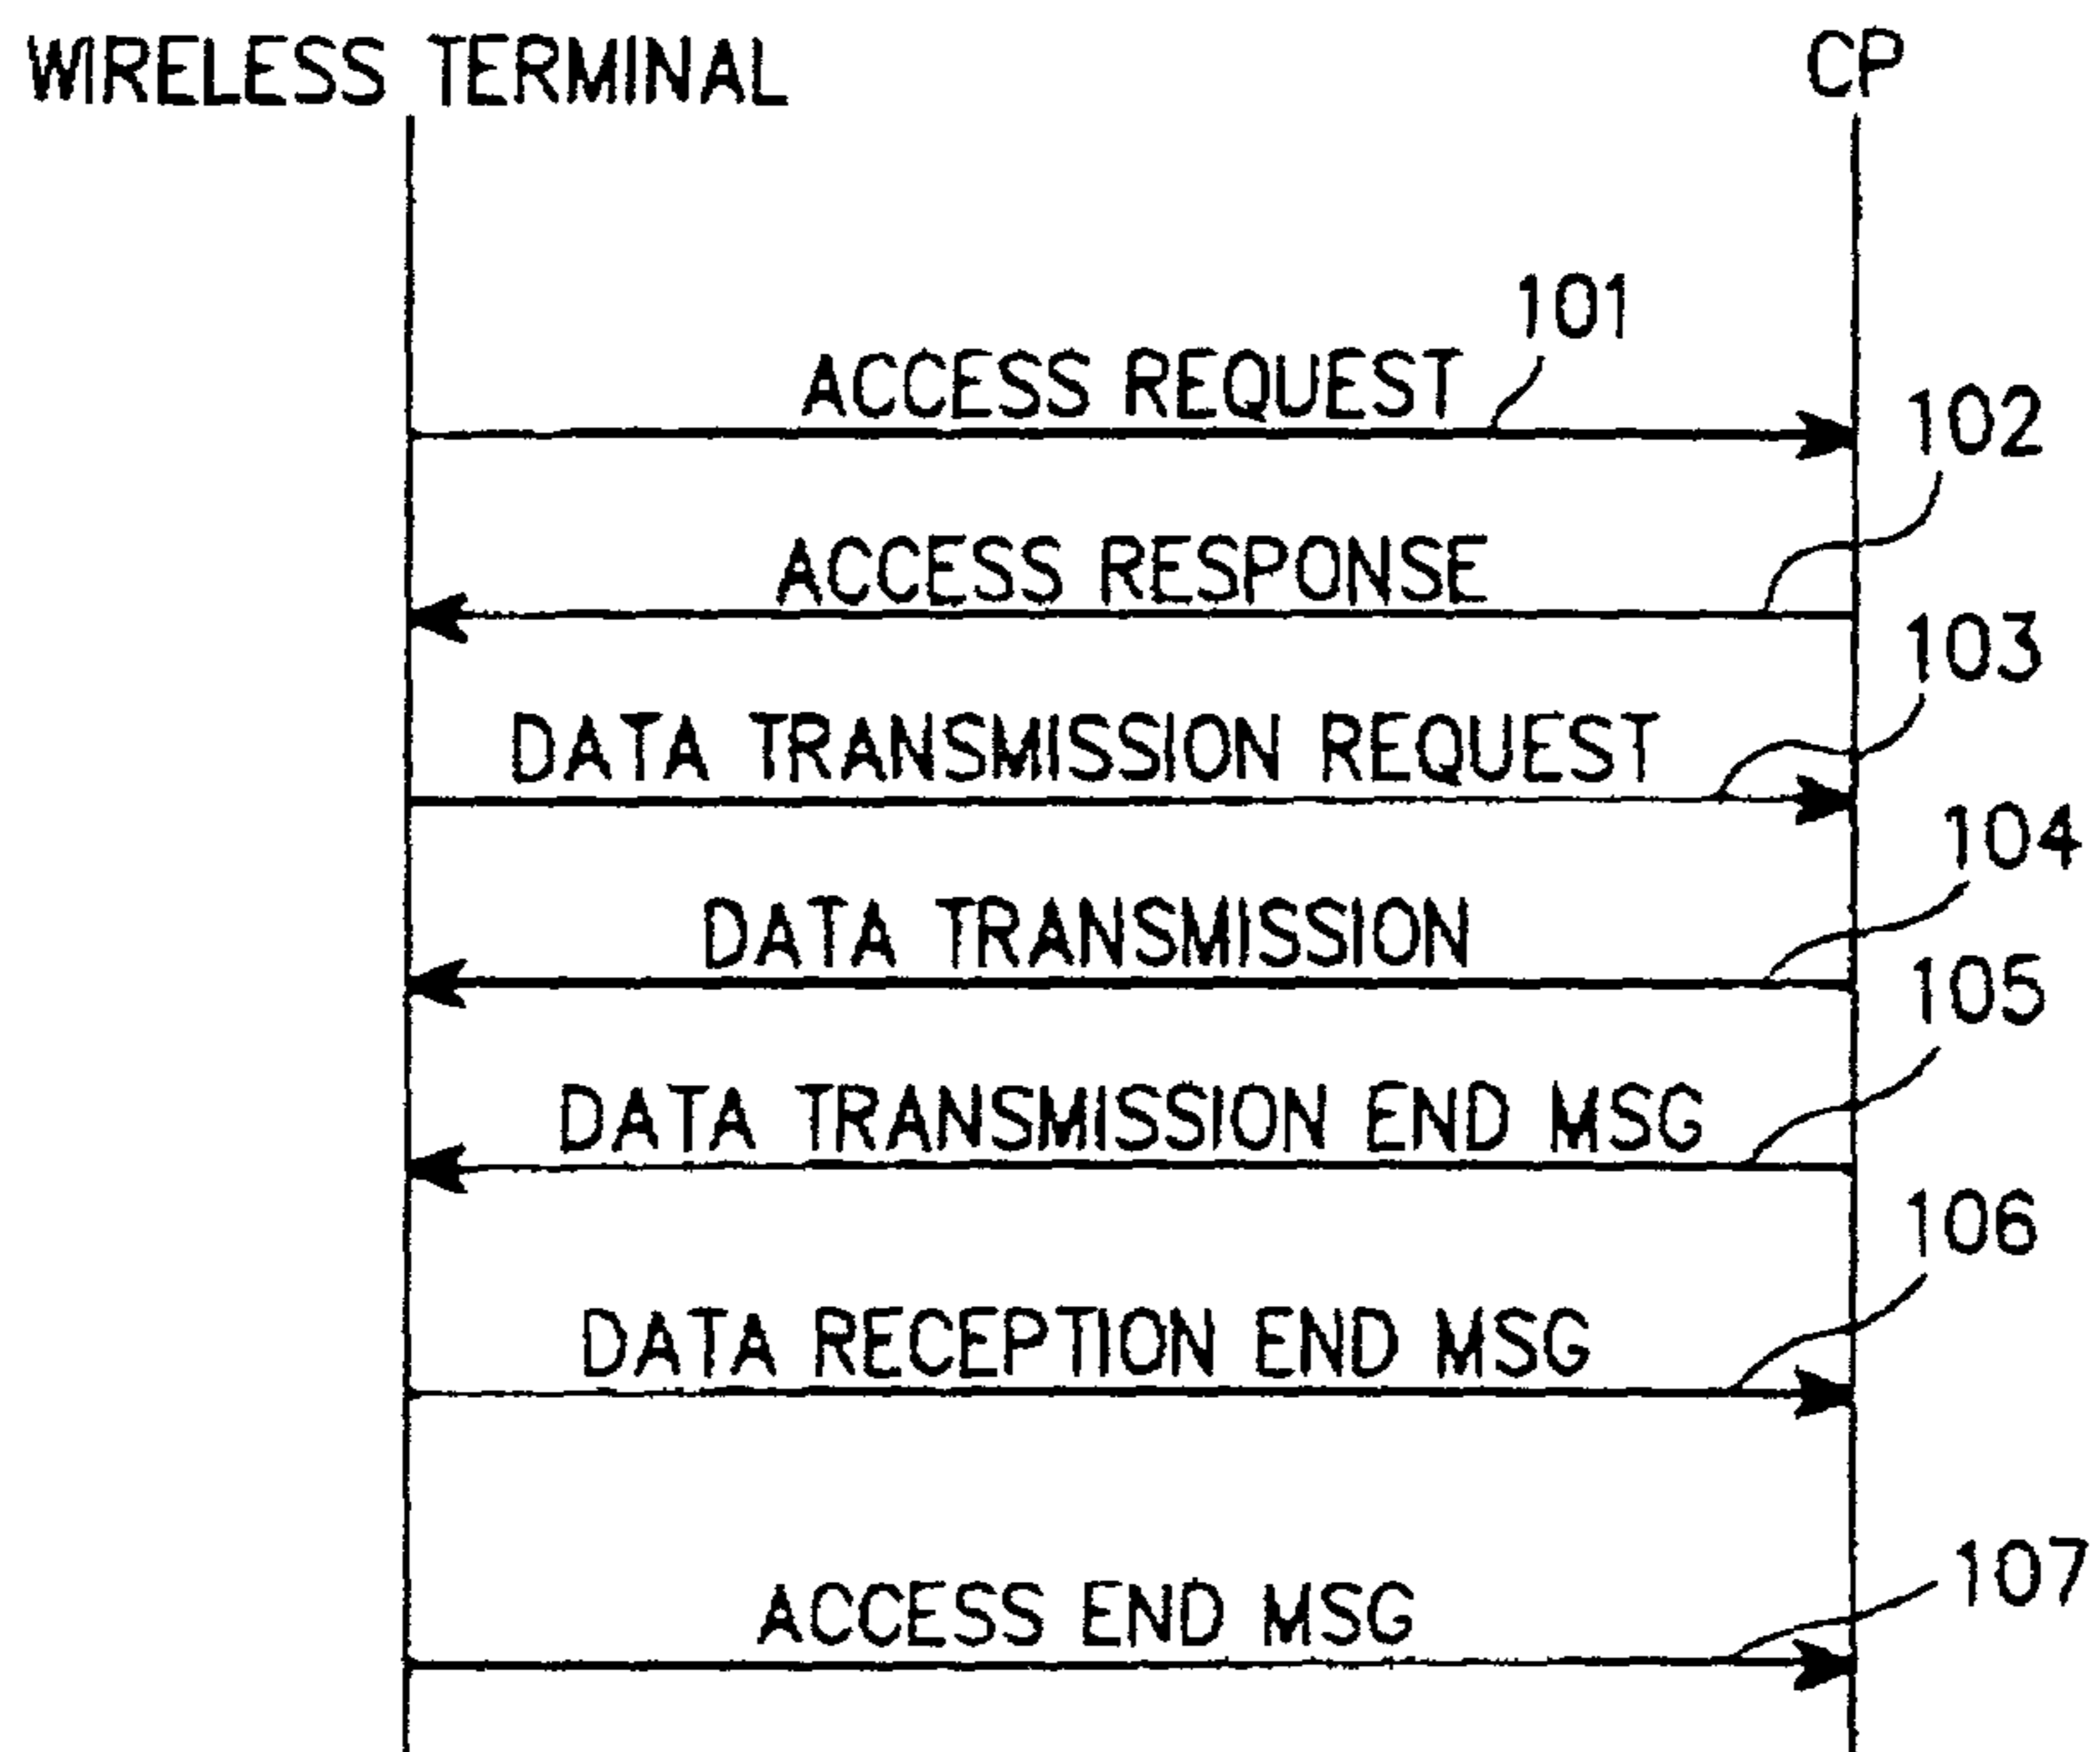 WIRELESS TERMINAL
CP
101
ACCESS REQUEST
102
ACCESS RESPONSE
103
DATA TRANSMISSION REQUEST
104
DATA TRANSMISSION
105
DATA TRANSMISSION END MSG
106
DATA RECEPTION END MSG
107
ACCESS END MSG